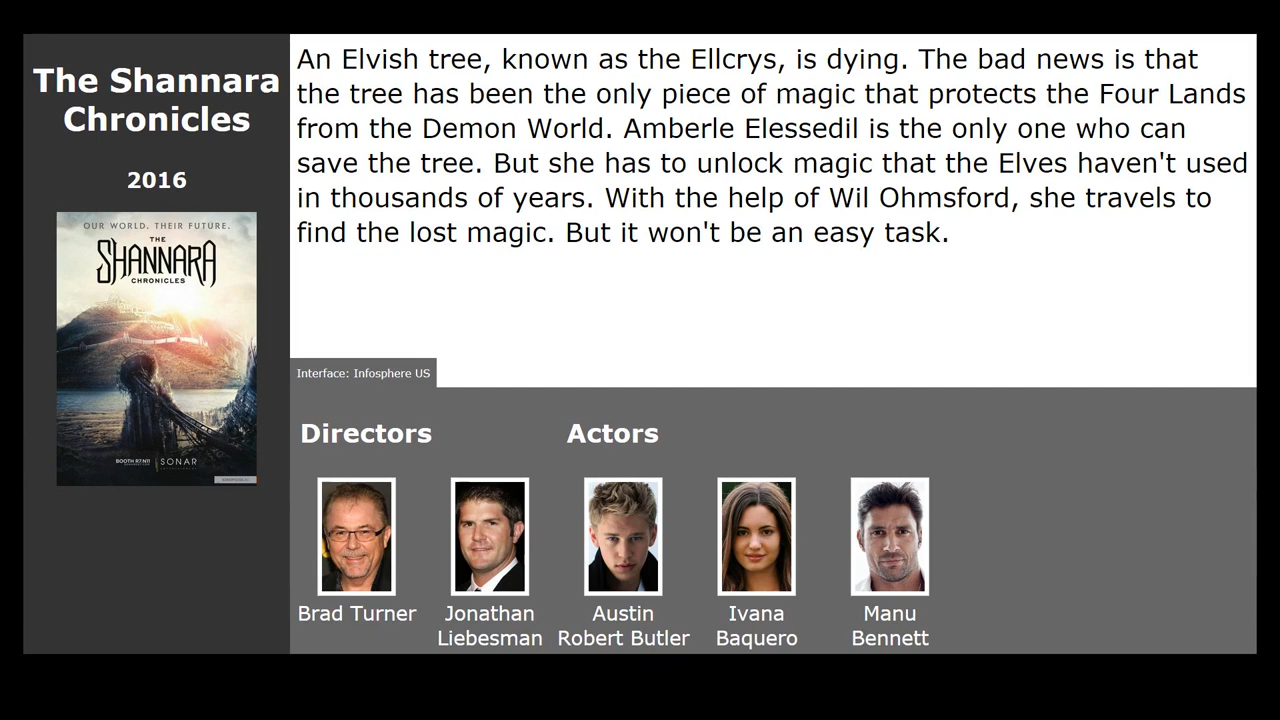 The Shannara
Chronicles
2016
OUR WORLD. THEIR FUTURE.
THE
SHANNARA
CHRONICLES
BOOTH R7.N11
SONAR
An Elvish tree, known as the Ellcrys, is dying. The bad news is that
the tree has been the only piece of magic that protects the Four Lands
from the Demon World. Amberle Elessedil is the only one who can
save the tree. But she has to unlock magic that the Elves haven't used
in thousands of years. With the help of Wil Ohmsford, she travels to
find the lost magic. But it won't be an easy task.
Interface: Infosphere US
Directors
Actors
Brad Turner
Jonathan
Liebesman
Austin
Robert Butler
Ivana
Baquero
Manu
Bennett